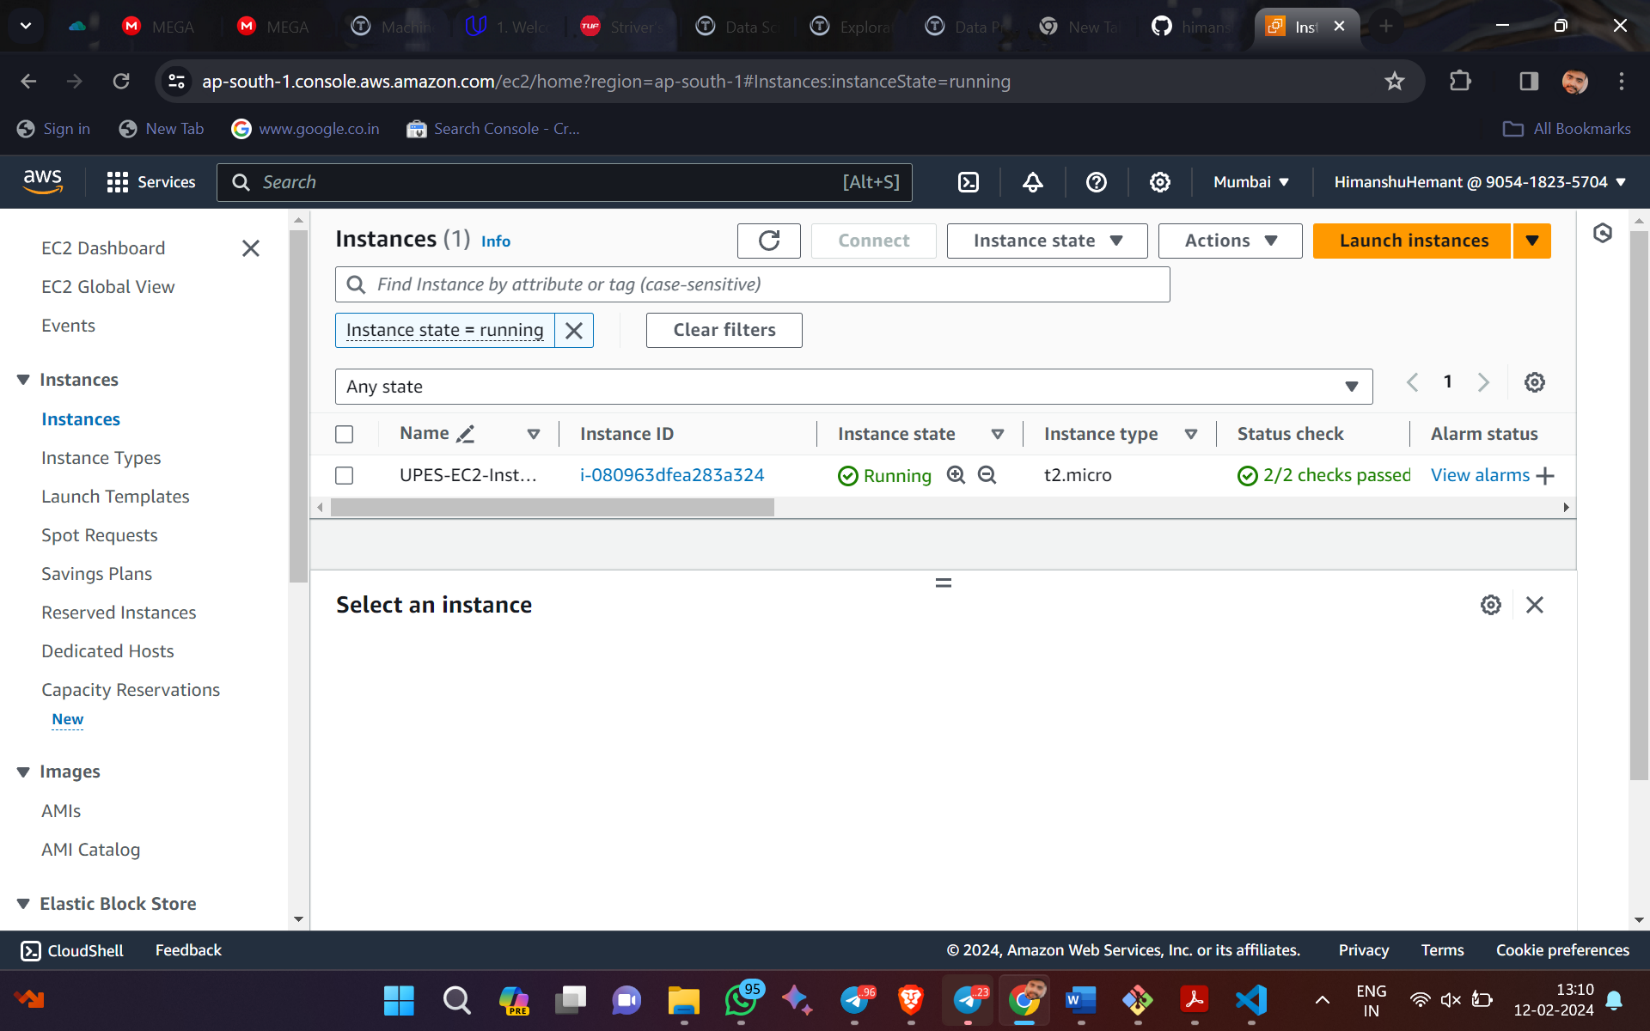 MEGA
MEGA
Machin
1. Welc
TUF Striver's
Data Sc
Explora
Data P
New Ta
himans
Inst
ap-south-1.console.aws.amazon.com/ec2/home?region=ap-south-1#Instances:instanceState=running
Sign in
New Tab
www.google.co.in
Search Console - Cr...
All Bookmarks
aws
Services
Search
[Alt+S]
Mumbai
HimanshuHemant @ 9054-1823-5704
EC2 Dashboard
EC2 Global View
Events
Instances
Instances
Instance Types
Launch Templates
Spot Requests
Savings Plans
Reserved Instances
Dedicated Hosts
Capacity Reservations
New
Images
AMIs
AMI Catalog
Elastic Block Store
Instances (1) Info
Connect
Instance state
Actions
Launch instances
Find Instance by attribute or tag (case-sensitive)
Instance state = running
Clear filters
Any state
1
Name
Instance ID
Instance state
Instance type
Status check
Alarm status
UPES-EC2-Inst...
i-080963dfea283a324
Running
t2.micro
2/2 checks passed
View alarms
Select an instance
CloudShell
Feedback
© 2024, Amazon Web Services, Inc. or its affiliates.
Privacy
Terms
Cookie preferences
PRE
95
96
23
W
ENG
IN
13:10
12-02-2024